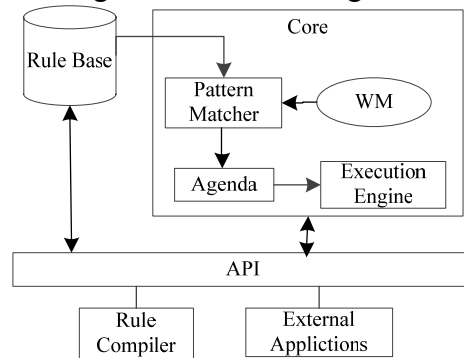 Core
Rule Base
Pattern
Matcher
WM
Agenda
Execution
Engine
API
Rule
Compiler
External
Applictions